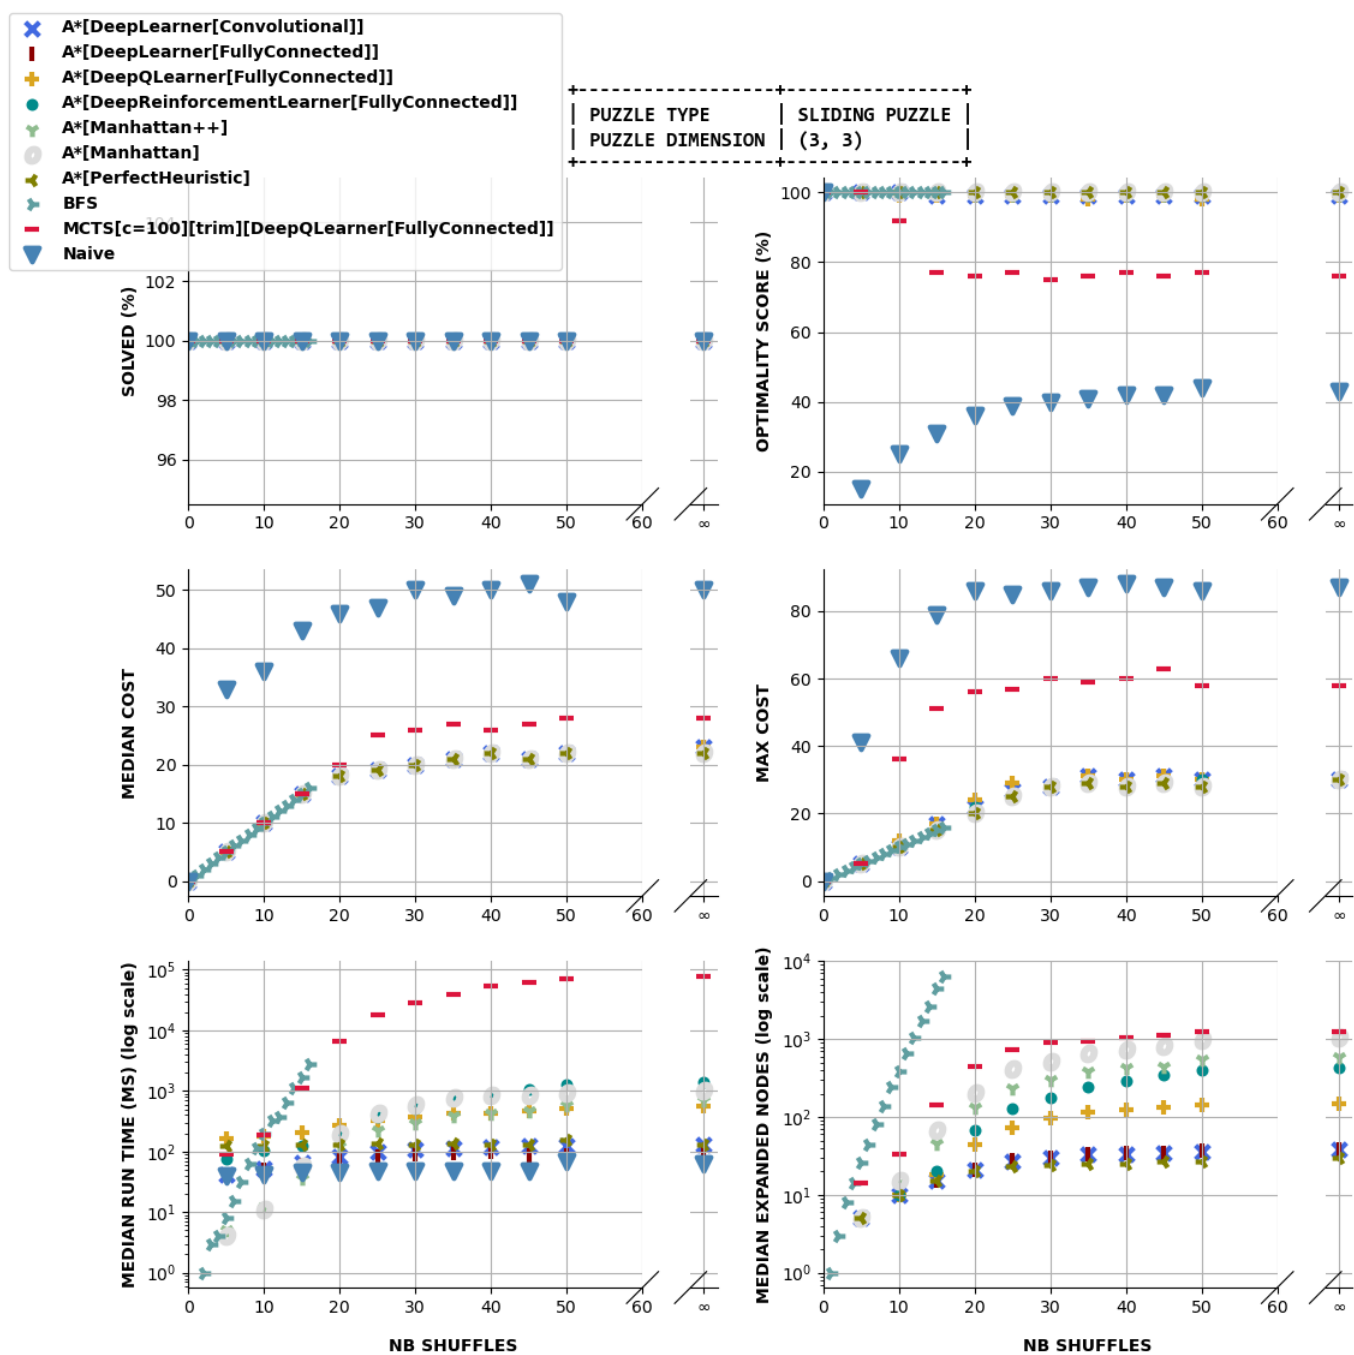 A*[DeepLearner[Convolutional]]
A*[DeepLearner[FullyConnected]]
A*[DeepQLearner[FullyConnected]]
A*[DeepReinforcementLearner[FullyConnected]]
A*[Manhattan++]
A*[Manhattan]
A*[PerfectHeuristic]
BFS
MCTS[c=100][trim][DeepQLearner[FullyConnected]]
Naive
+-------------------+----------------+
| PUZZLE TYPE | SLIDING PUZZLE |
| PUZZLE DIMENSION | (3, 3) |
+-------------------+----------------+
SOLVED (%)
104
102
100
98
96
0 10 20 30 40 50 60 ∞
OPTIMALITY SCORE (%)
100
80
60
40
20
0 10 20 30 40 50 60 ∞
MEDIAN COST
50
40
30
20
10
0
0 10 20 30 40 50 60 ∞
MAX COST
80
60
40
20
0
0 10 20 30 40 50 60 ∞
MEDIAN RUN TIME (MS) (log scale)
10⁵
10⁴
10³
10²
10¹
10⁰
0 10 20 30 40 50 60 ∞
NB SHUFFLES
MEDIAN EXPANDED NODES (log scale)
10⁴
10³
10²
10¹
10⁰
0 10 20 30 40 50 60 ∞
NB SHUFFLES